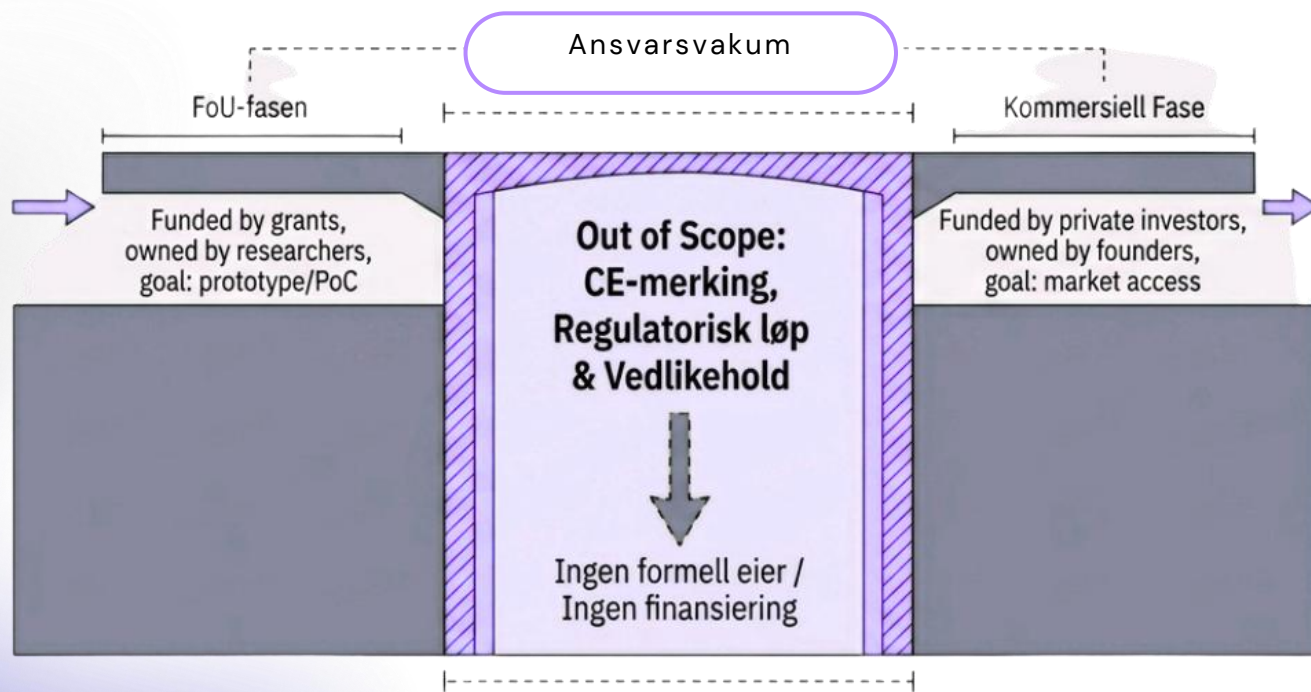 Ansvarsvakum
FoU-fasen
Kommersiell Fase
Funded by grants,
owned by researchers,
goal: prototype/PoC
Out of Scope:
CE-merking,
Regulatorisk løp
& Vedlikehold
Ingen formell eier /
Ingen finansiering
Funded by private investors,
owned by founders,
goal: market access